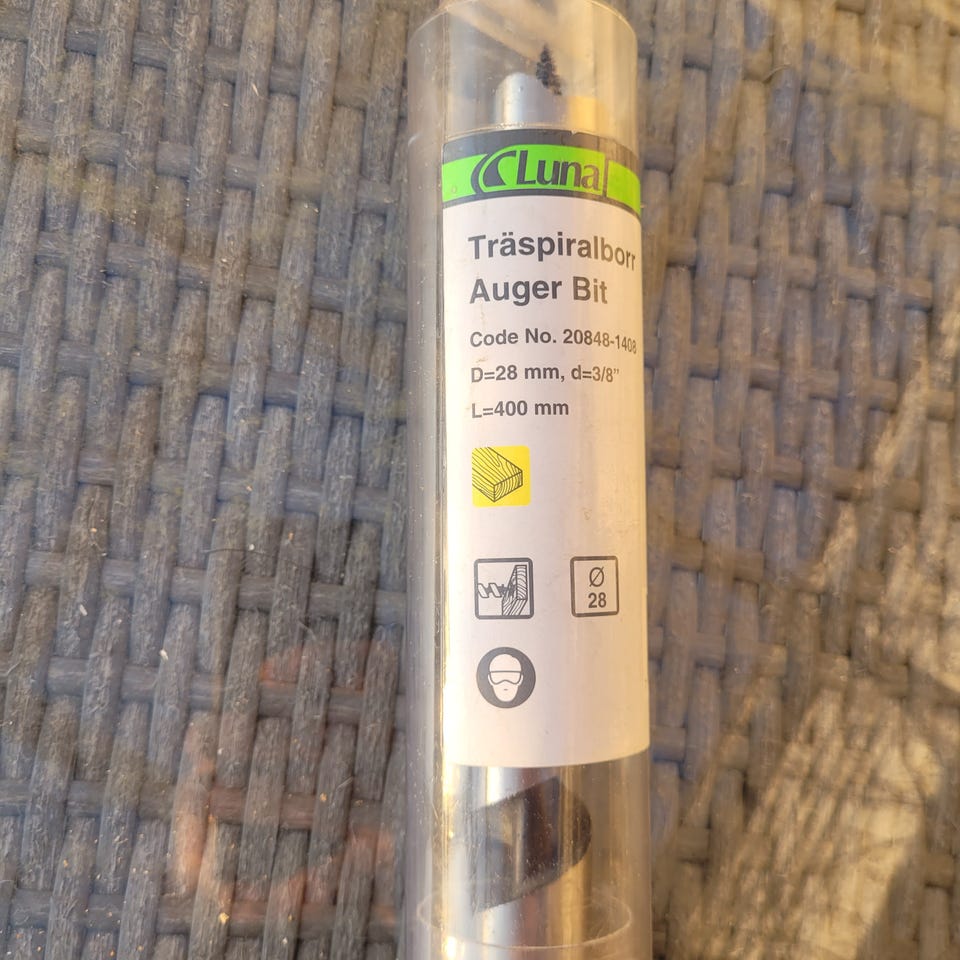 Luna
Träspiralborr
Auger Bit
Code No. 20848-1408
D=28 mm, d=3/8”
L=400 mm
Ø
28